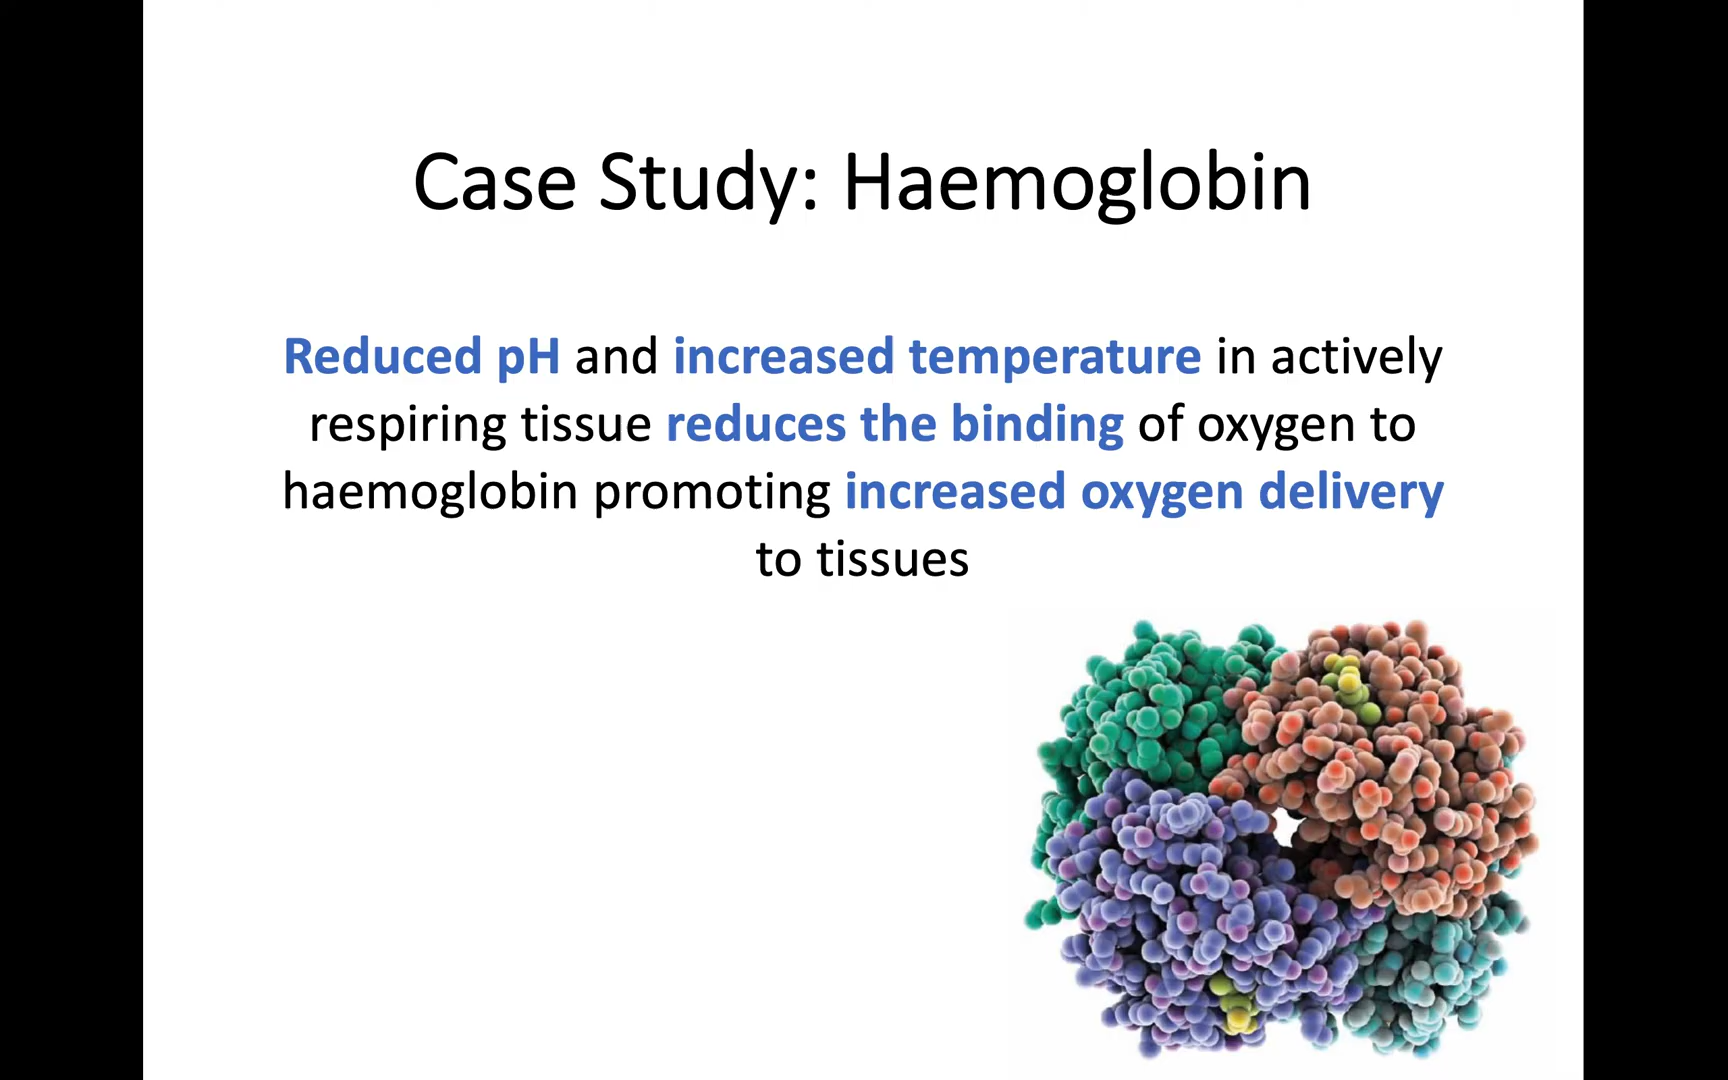 Case Study: Haemoglobin
Reduced pH and increased temperature in actively
respiring tissue reduces the binding of oxygen to
haemoglobin promoting increased oxygen delivery
to tissues